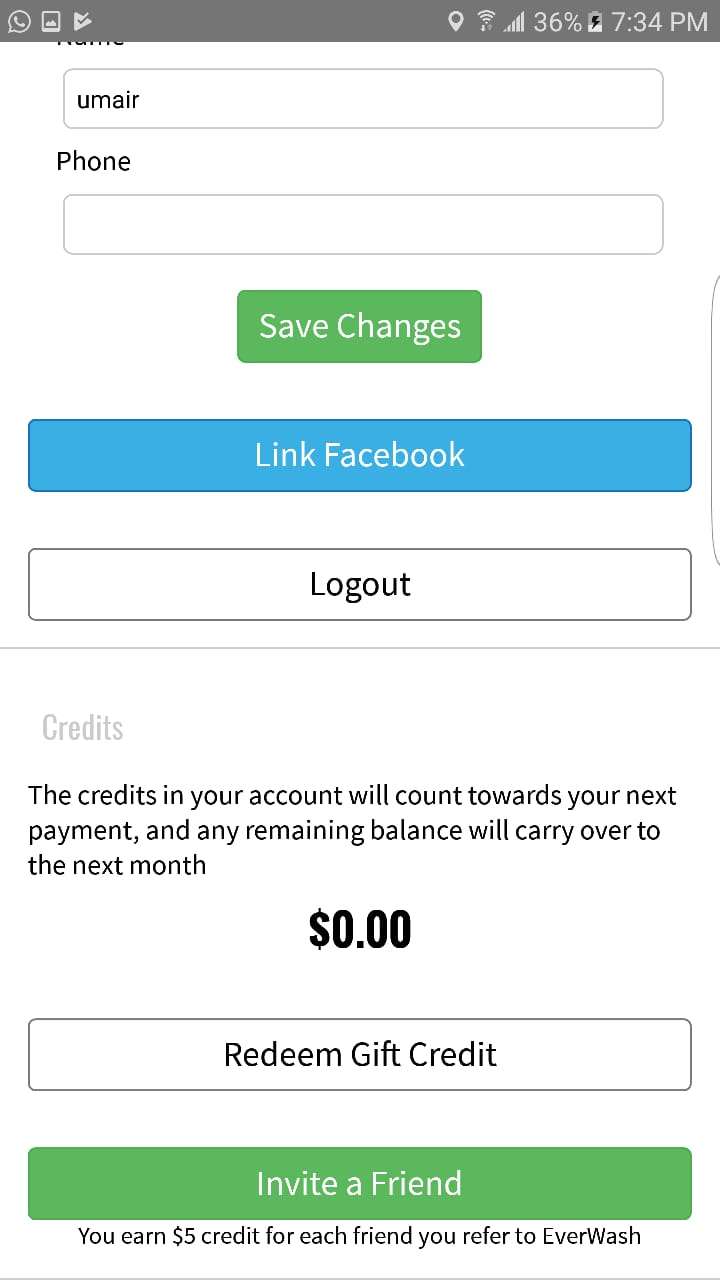 36% 7:34 PM
Name
umair
Phone
Save Changes
Link Facebook
Logout
Credits
The credits in your account will count towards your next
payment, and any remaining balance will carry over to
the next month
$0.00
Redeem Gift Credit
Invite a Friend
You earn $5 credit for each friend you refer to EverWash